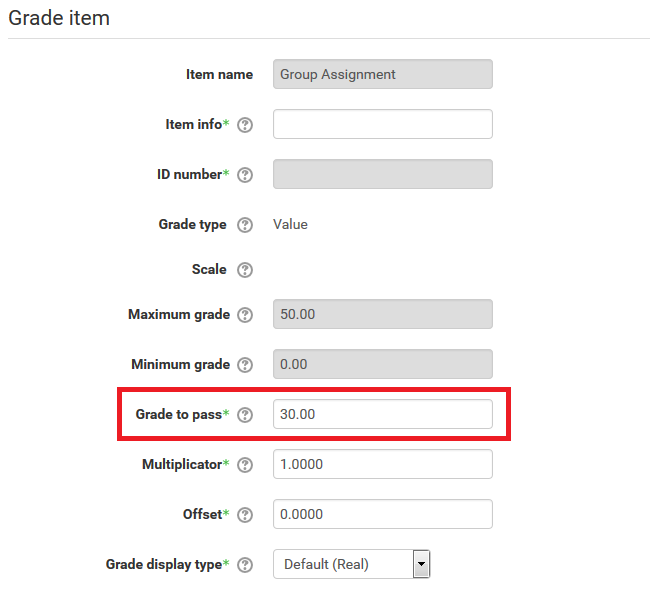 Grade item
Item name Group Assignment
Item info*
ID number*
Grade type Value
Scale
Maximum grade 50.00
Minimum grade 0.00
Grade to pass* 30.00
Multiplicator* 1.0000
Offset* 0.0000
Grade display type* Default (Real)